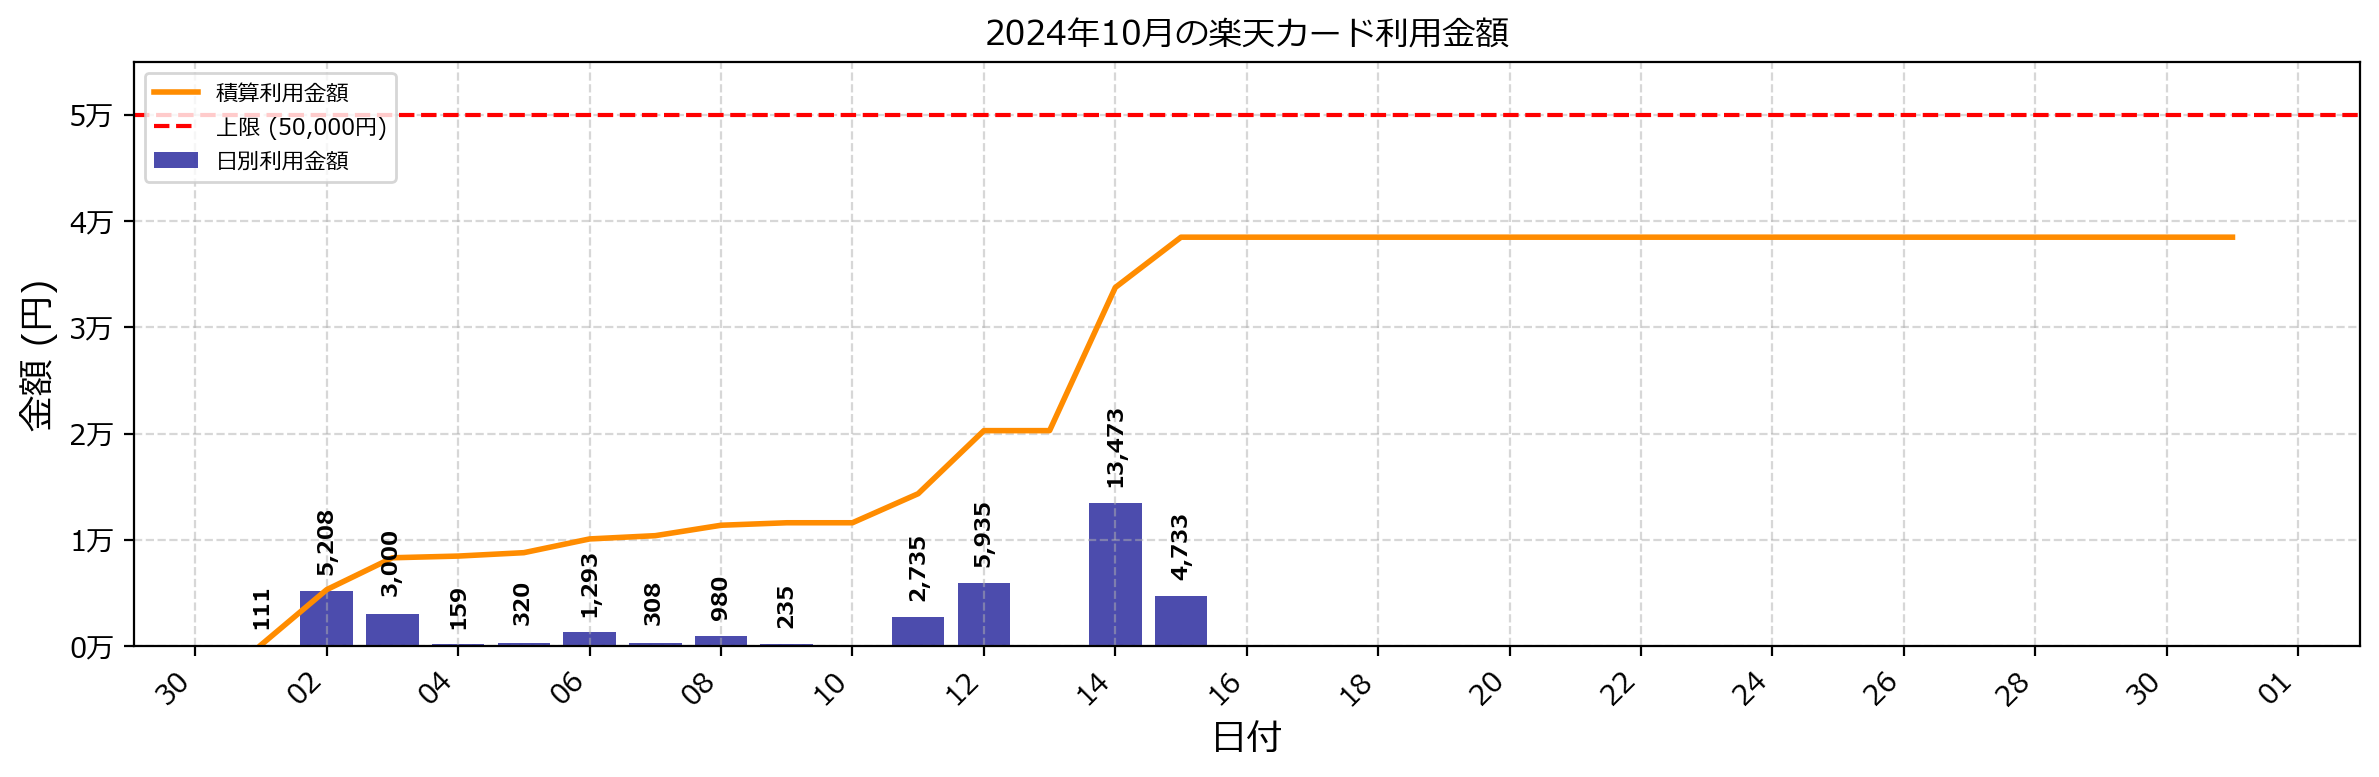 2024年10月の楽天カード利用金額
積算利用金額
上限 (50,000円)
日別利用金額
金額 (円)
5万
4万
3万
2万
1万
0万
111
5,208
3,000
159
320
1,293
308
980
235
2,735
5,935
13,473
4,733
30
02
04
06
08
10
12
14
16
18
20
22
24
26
28
30
01
日付